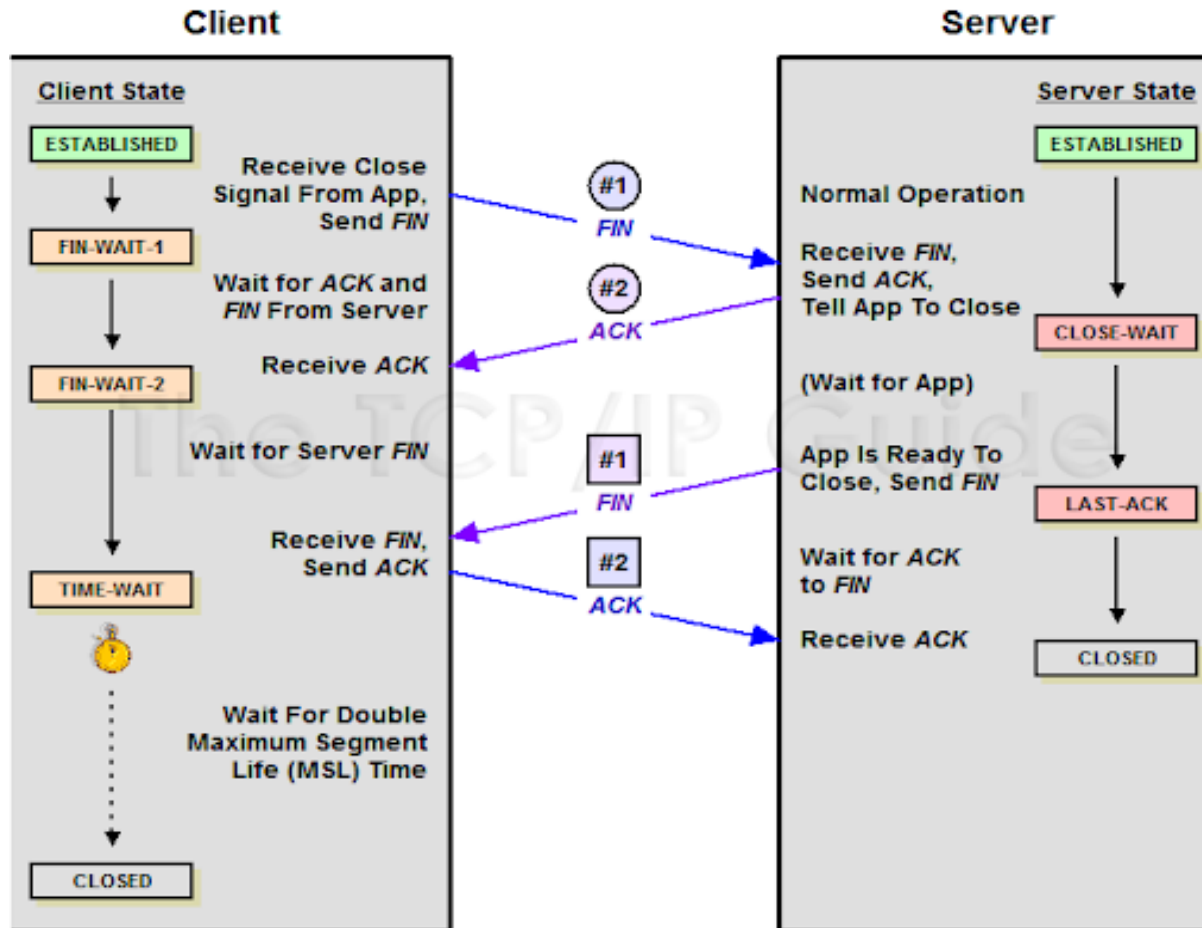 Client
Server
Client State
ESTABLISHED
Receive Close
Signal From App,
Send FIN
FIN-WAIT-1
Wait for ACK and
FIN From Server
Receive ACK
FIN-WAIT-2
Wait for Server FIN
Receive FIN,
Send ACK
TIME-WAIT
Wait For Double
Maximum Segment
Life (MSL) Time
CLOSED
#1
FIN
#2
ACK
#1
FIN
#2
ACK
Server State
ESTABLISHED
Normal Operation
Receive FIN,
Send ACK,
Tell App To Close
CLOSE-WAIT
(Wait for App)
App Is Ready To
Close, Send FIN
LAST-ACK
Wait for ACK
to FIN
Receive ACK
CLOSED
The TCP/IP Guide